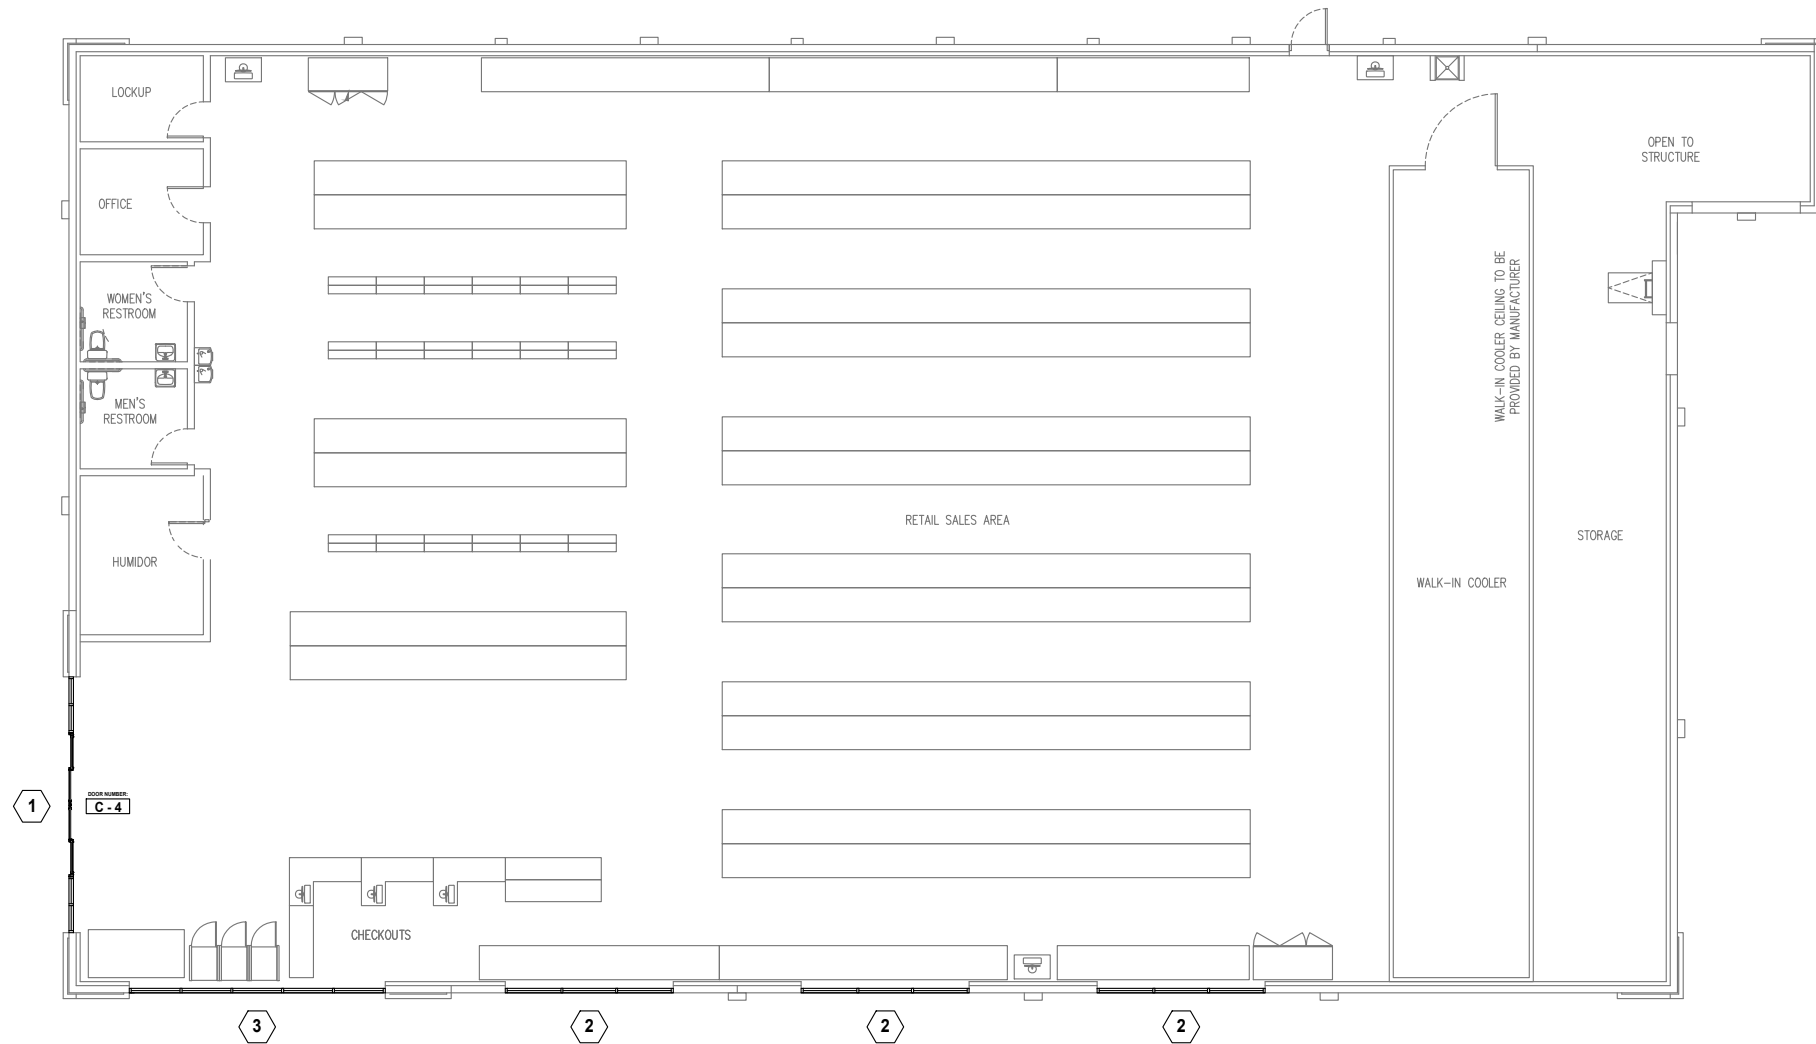 LOCKUP
OPEN TO
STRUCTURE
OFFICE
WOMEN'S
RESTROOM
WALK-IN COOLER CEILING TO BE
PROVIDED BY MANUFACTURER
MEN'S
RESTROOM
RETAIL SALES AREA
STORAGE
HUMIDOR
WALK-IN COOLER
DOOR NUMBER:
C - 4
1
CHECKOUTS
3
2
2
2